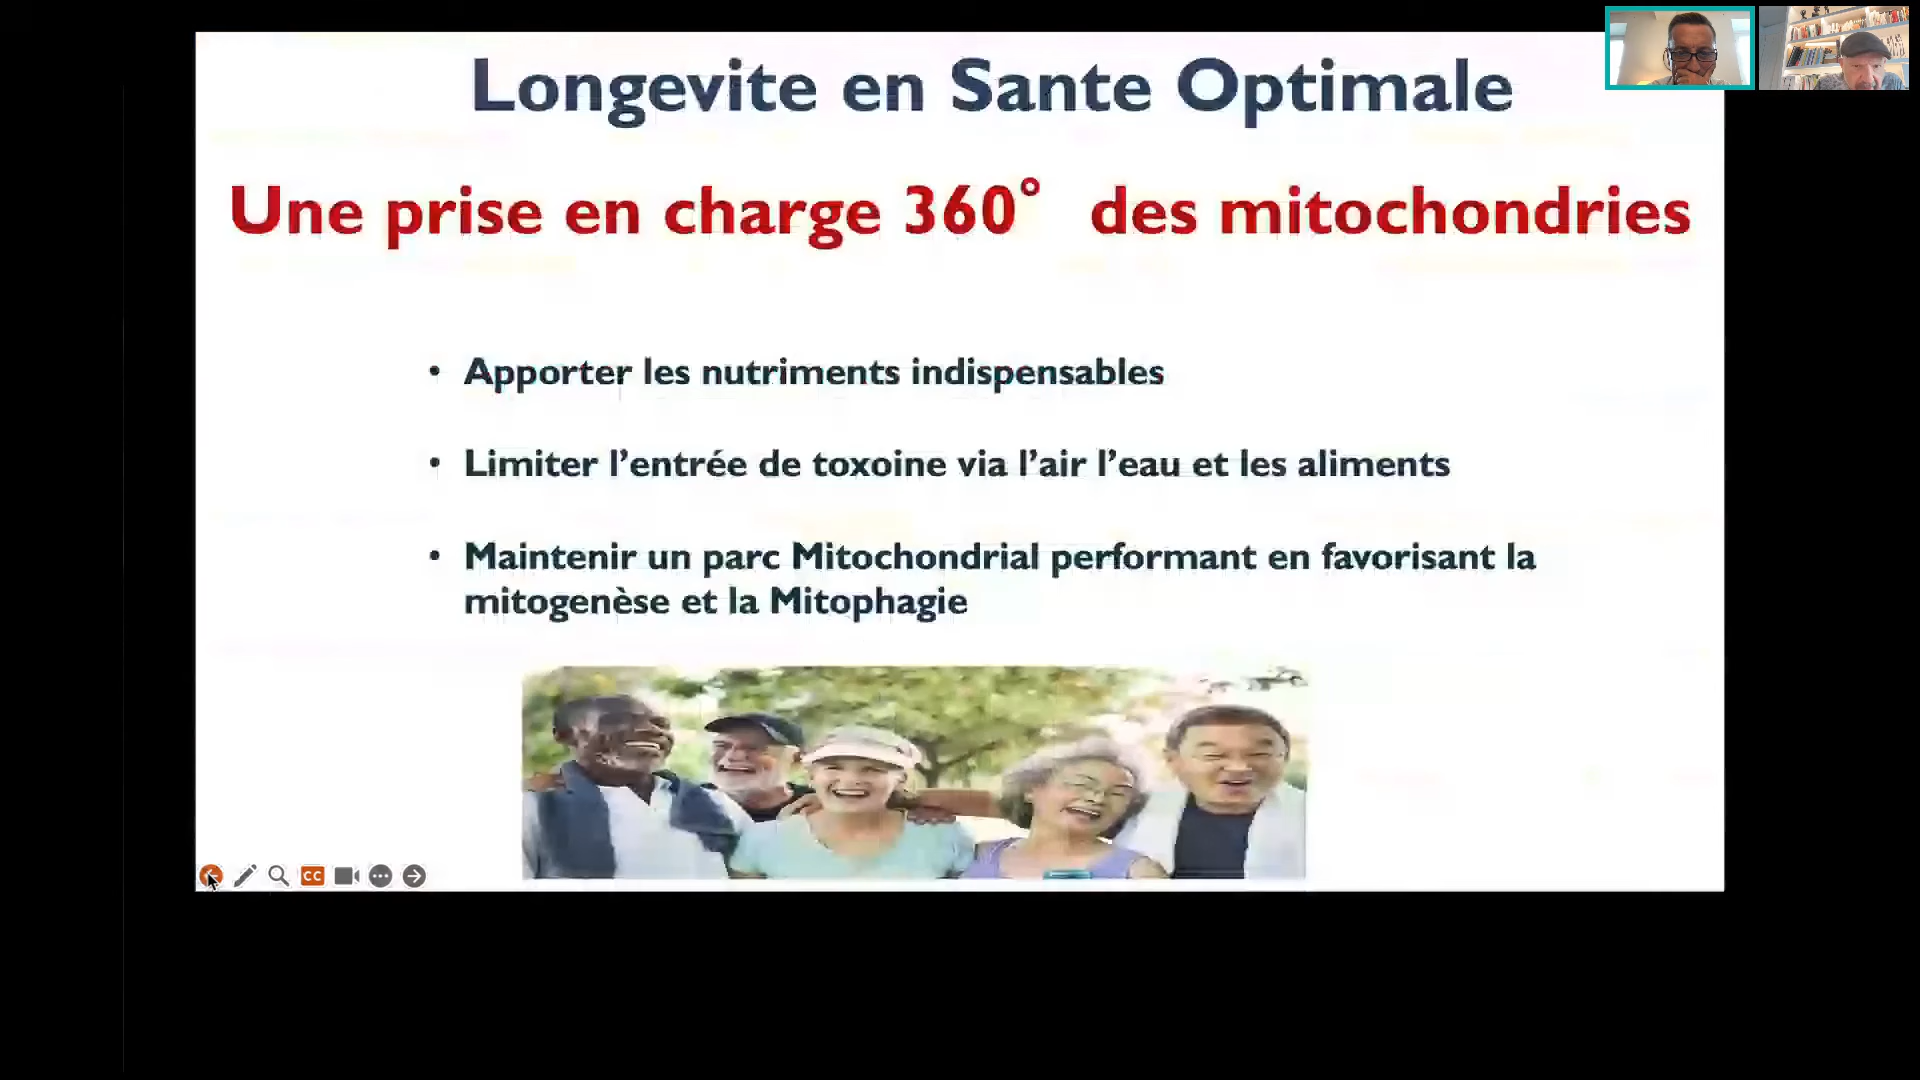 Longevite en Sante Optimale
Une prise en charge 360° des mitochondries
• Apporter les nutriments indispensables
• Limiter l’entrée de toxoine via l’air l’eau et les aliments
• Maintenir un parc Mitochondrial performant en favorisant la
mitogenèse et la Mitophagie
CC